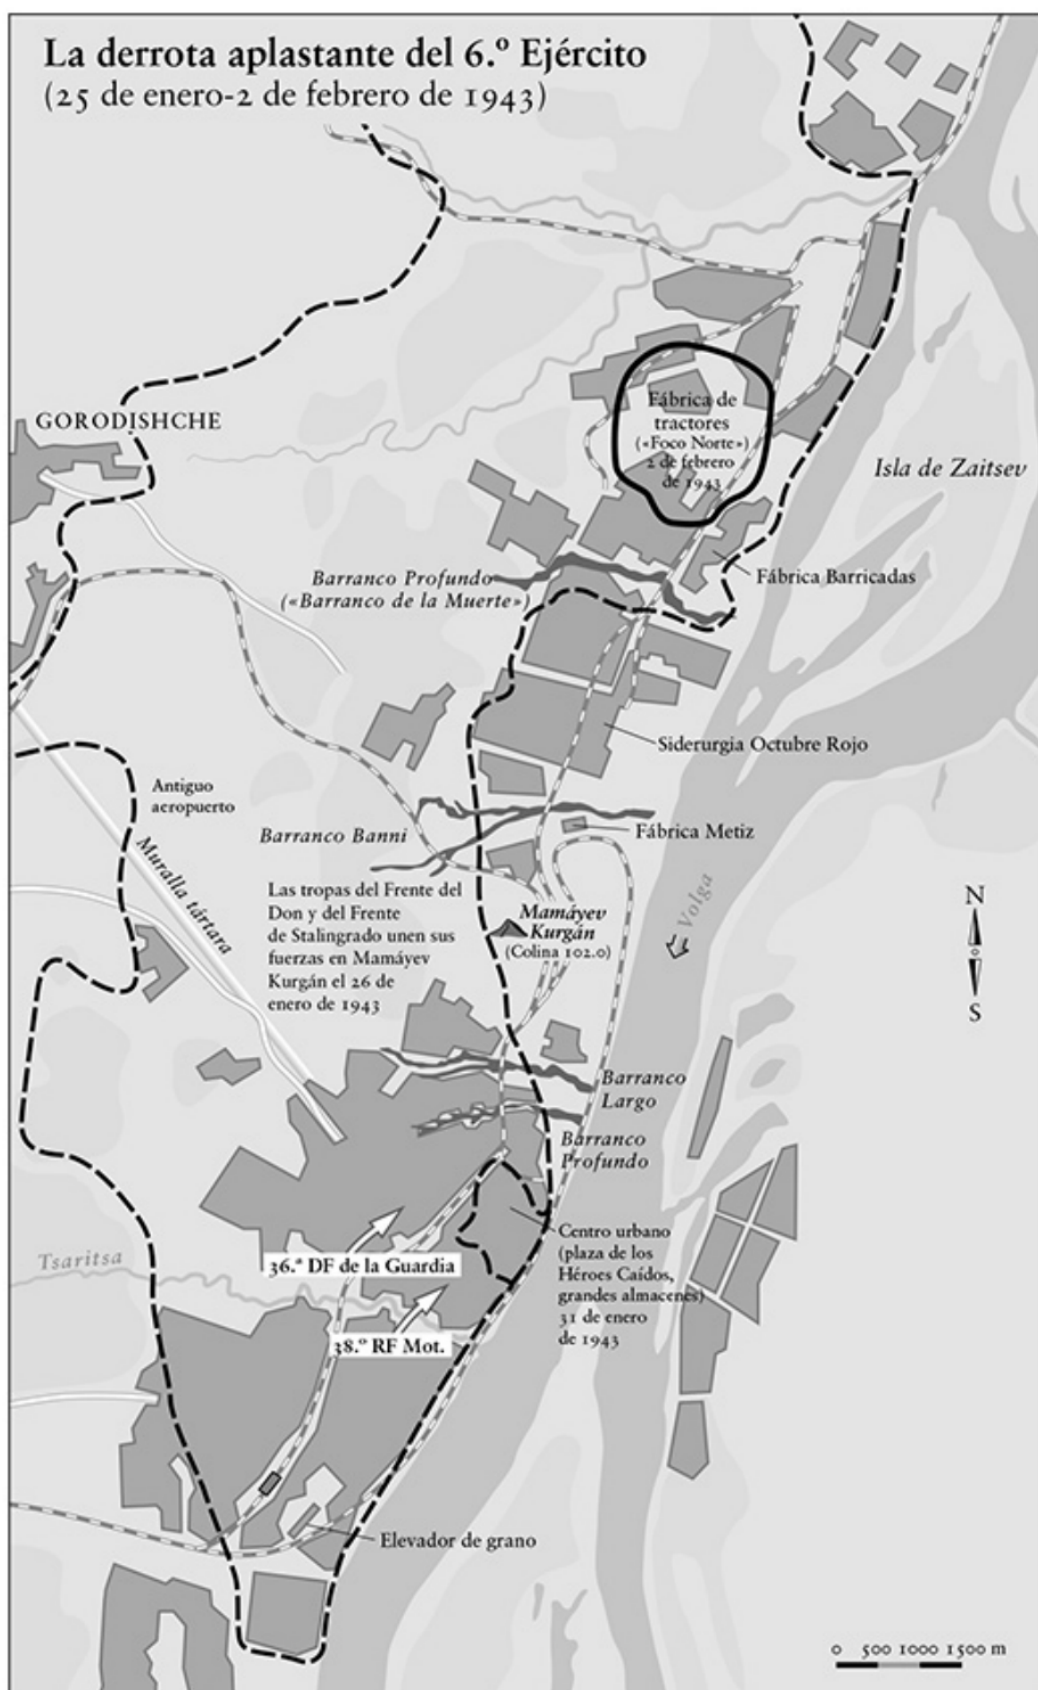 La derrota aplastante del 6.º Ejército
(25 de enero-2 de febrero de 1943)
GORODISHCHE
Fábrica de
tractores
(«Foco Norte»)
2 de febrero
de 1943
Isla de Zaitsev
Barranco Profundo
(«Barranco de la Muerte»)
Fábrica Barricadas
Siderurgia Octubre Rojo
Antiguo
aeropuerto
Muralla tártara
Barranco Banni
Fábrica Metiz
Las tropas del Frente del
Don y del Frente
de Stalingrado unen sus
fuerzas en Mamáyev
Kurgán el 26 de
enero de 1943
Mamáyev
Kurgán
(Colina 102.0)
Volga
N
S
Barranco
Largo
Barranco
Profundo
Centro urbano
(plaza de los
Héroes Caídos,
grandes almacenes)
31 de enero
de 1943
Tsaritsa
36.ª DF de la Guardia
38.º RF Mot.
Elevador de grano
0 500 1000 1500 m